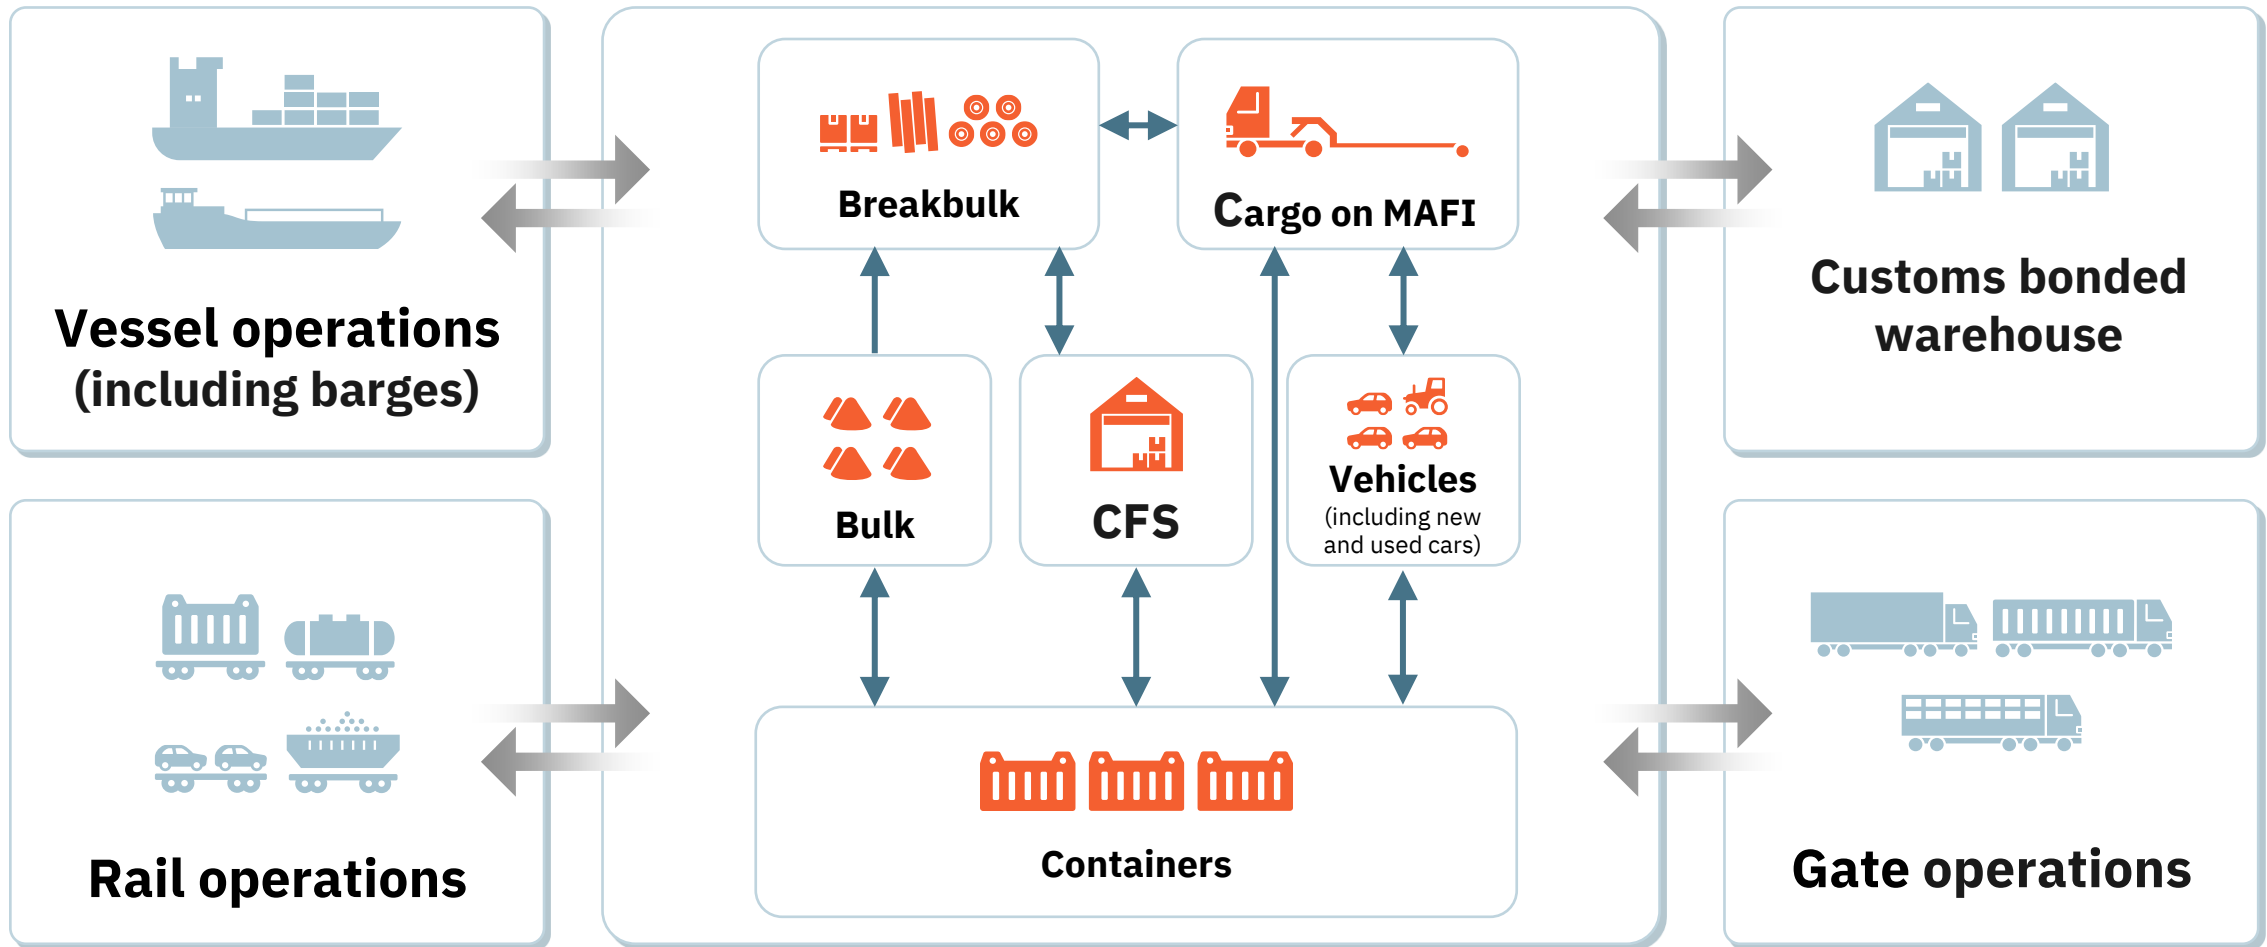 Vessel operations
(including barges)
Rail operations
Breakbulk
Cargo on MAFI
Bulk
CFS
Vehicles
(including new
and used cars)
Containers
Customs bonded
warehouse
Gate operations